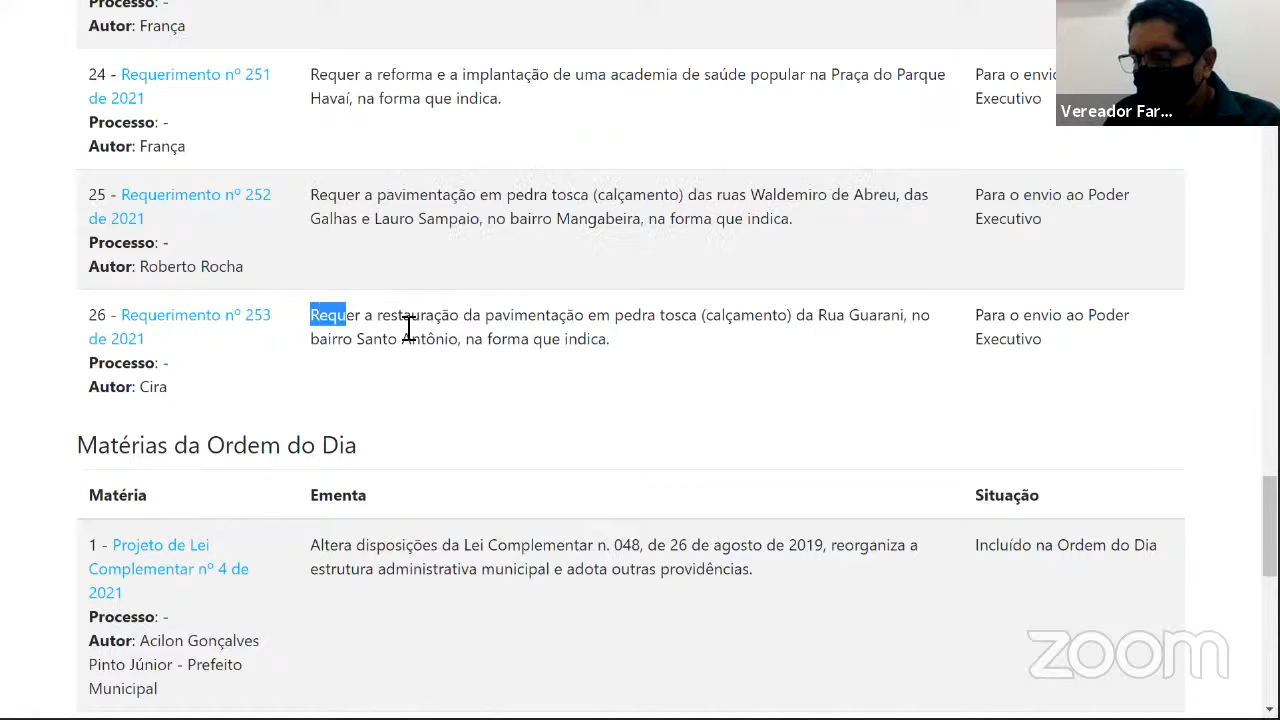 Processo: -
Autor: França
24 - Requerimento nº 251
de 2021
Processo: -
Autor: França
Requer a reforma e a implantação de uma academia de saúde popular na Praça do Parque
Havaí, na forma que indica.
Para o envio
Executivo
Vereador Far...
25 - Requerimento nº 252
de 2021
Processo: -
Autor: Roberto Rocha
Requer a pavimentação em pedra tosca (calçamento) das ruas Waldemiro de Abreu, das
Galhas e Lauro Sampaio, no bairro Mangabeira, na forma que indica.
Para o envio ao Poder
Executivo
26 - Requerimento nº 253
de 2021
Processo: -
Autor: Cira
Requer a restauração da pavimentação em pedra tosca (calçamento) da Rua Guarani, no
bairro Santo Antônio, na forma que indica.
Para o envio ao Poder
Executivo
Matérias da Ordem do Dia
Matéria
Ementa
Situação
1 - Projeto de Lei
Complementar nº 4 de
2021
Processo: -
Autor: Acilon Gonçalves
Pinto Júnior - Prefeito
Municipal
Altera disposições da Lei Complementar n. 048, de 26 de agosto de 2019, reorganiza a
estrutura administrativa municipal e adota outras providências.
Incluído na Ordem do Dia
zoom